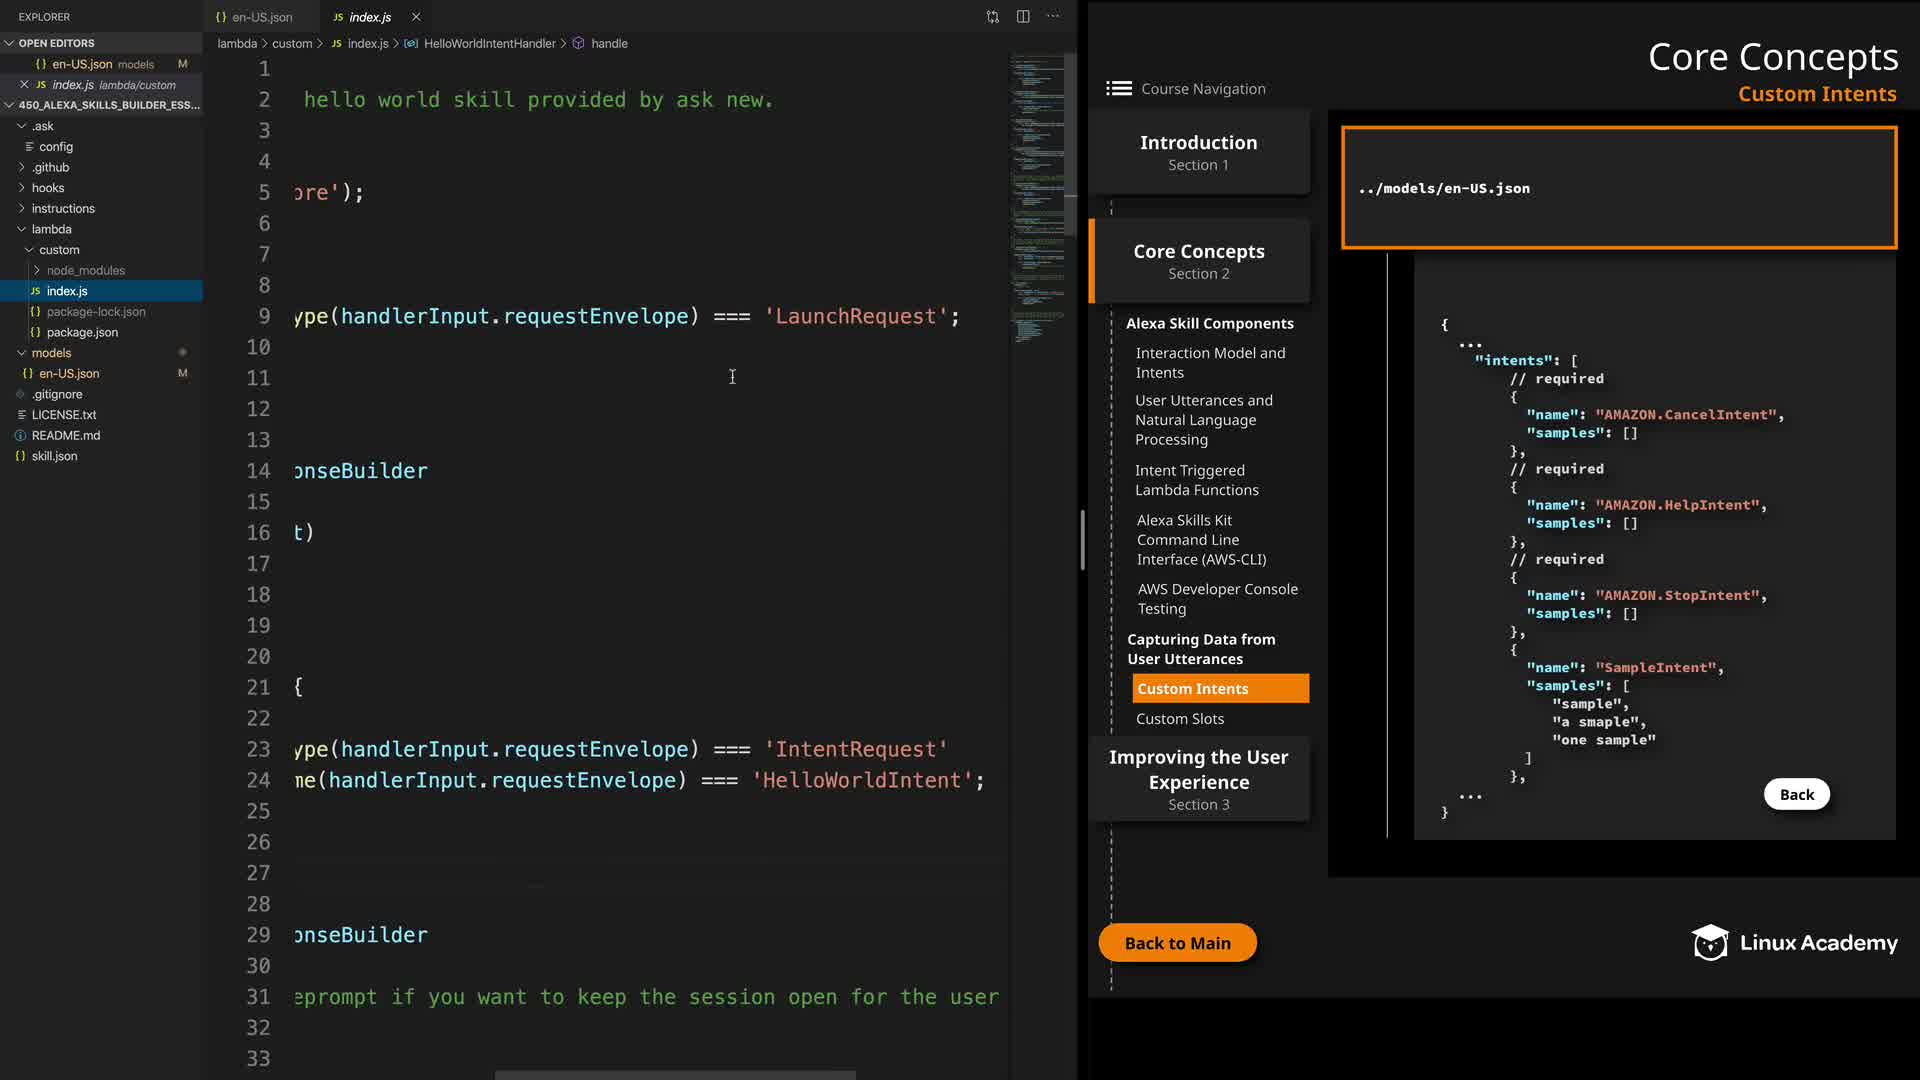 EXPLORER
OPEN EDITORS
{} en-US.json models M
JS index.js lambda/custom
450_ALEXA_SKILLS_BUILDER_ESS...
.ask
config
.github
hooks
instructions
lambda
custom
node_modules
JS index.js
{} package-lock.json
{} package.json
models
{} en-US.json M
.gitignore
LICENSE.txt
README.md
{} skill.json
{} en-US.json
JS index.js
lambda > custom > JS index.js > HelloWorldIntentHandler > handle
1
2 hello world skill provided by ask new.
3
4
5 ore');
6
7
8
9 ype(handlerInput.requestEnvelope) === 'LaunchRequest';
10
11
12
13
14 onseBuilder
15
16 t)
17
18
19
20
21 {
22
23 ype(handlerInput.requestEnvelope) === 'IntentRequest'
24 me(handlerInput.requestEnvelope) === 'HelloWorldIntent';
25
26
27
28
29 onseBuilder
30
31 eprompt if you want to keep the session open for the user
32
33
Core Concepts
Custom Intents
Course Navigation
Introduction
Section 1
Core Concepts
Section 2
Alexa Skill Components
Interaction Model and
Intents
User Utterances and
Natural Language
Processing
Intent Triggered
Lambda Functions
Alexa Skills Kit
Command Line
Interface (AWS-CLI)
AWS Developer Console
Testing
Capturing Data from
User Utterances
Custom Intents
Custom Slots
Improving the User
Experience
Section 3
Back to Main
../models/en-US.json
{
...
"intents": [
// required
{
"name": "AMAZON.CancelIntent",
"samples": []
},
// required
{
"name": "AMAZON.HelpIntent",
"samples": []
},
// required
{
"name": "AMAZON.StopIntent",
"samples": []
},
{
"name": "SampleIntent",
"samples": [
"sample",
"a smaple",
"one sample"
]
},
...
}
Back
Linux Academy